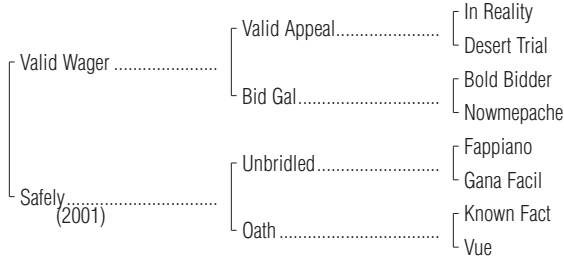 In Reality
Valid Appeal
Desert Trial
Valid Wager
Bold Bidder
Bid Gal
Nowmepache
Fappiano
Unbridled
Gana Facil
Safely
(2001)
Known Fact
Oath
Vue